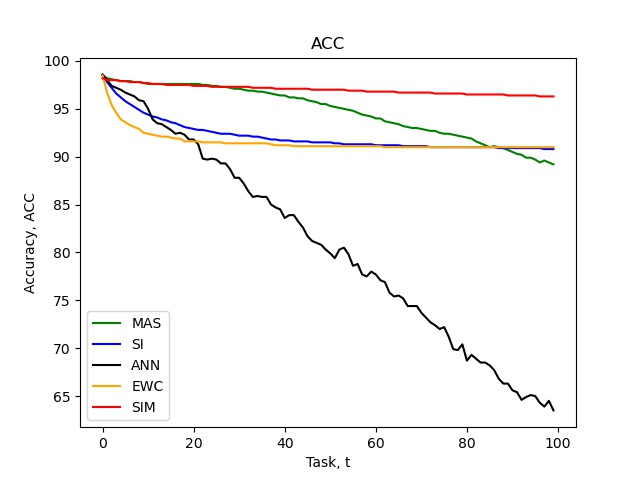 ACC
Accuracy, ACC
100
95
90
85
80
75
70
65
MAS
SI
ANN
EWC
SIM
0 20 40 60 80 100
Task, t